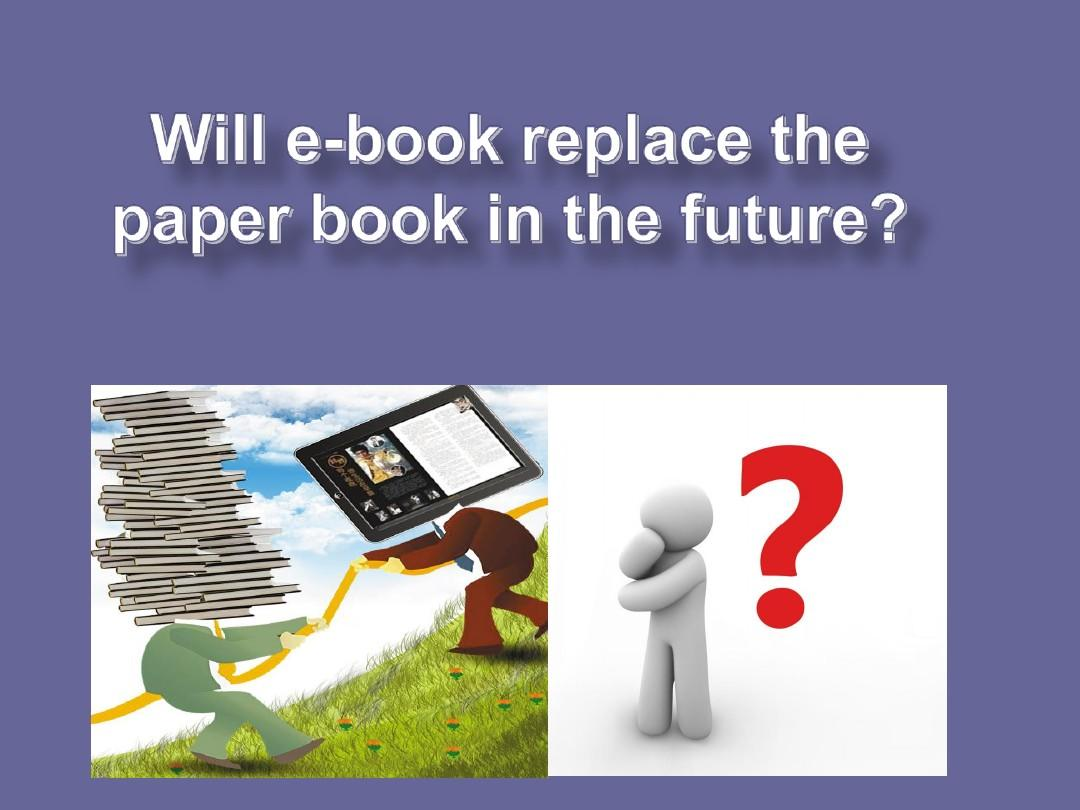 Will e-book replace the
paper book in the future?
?